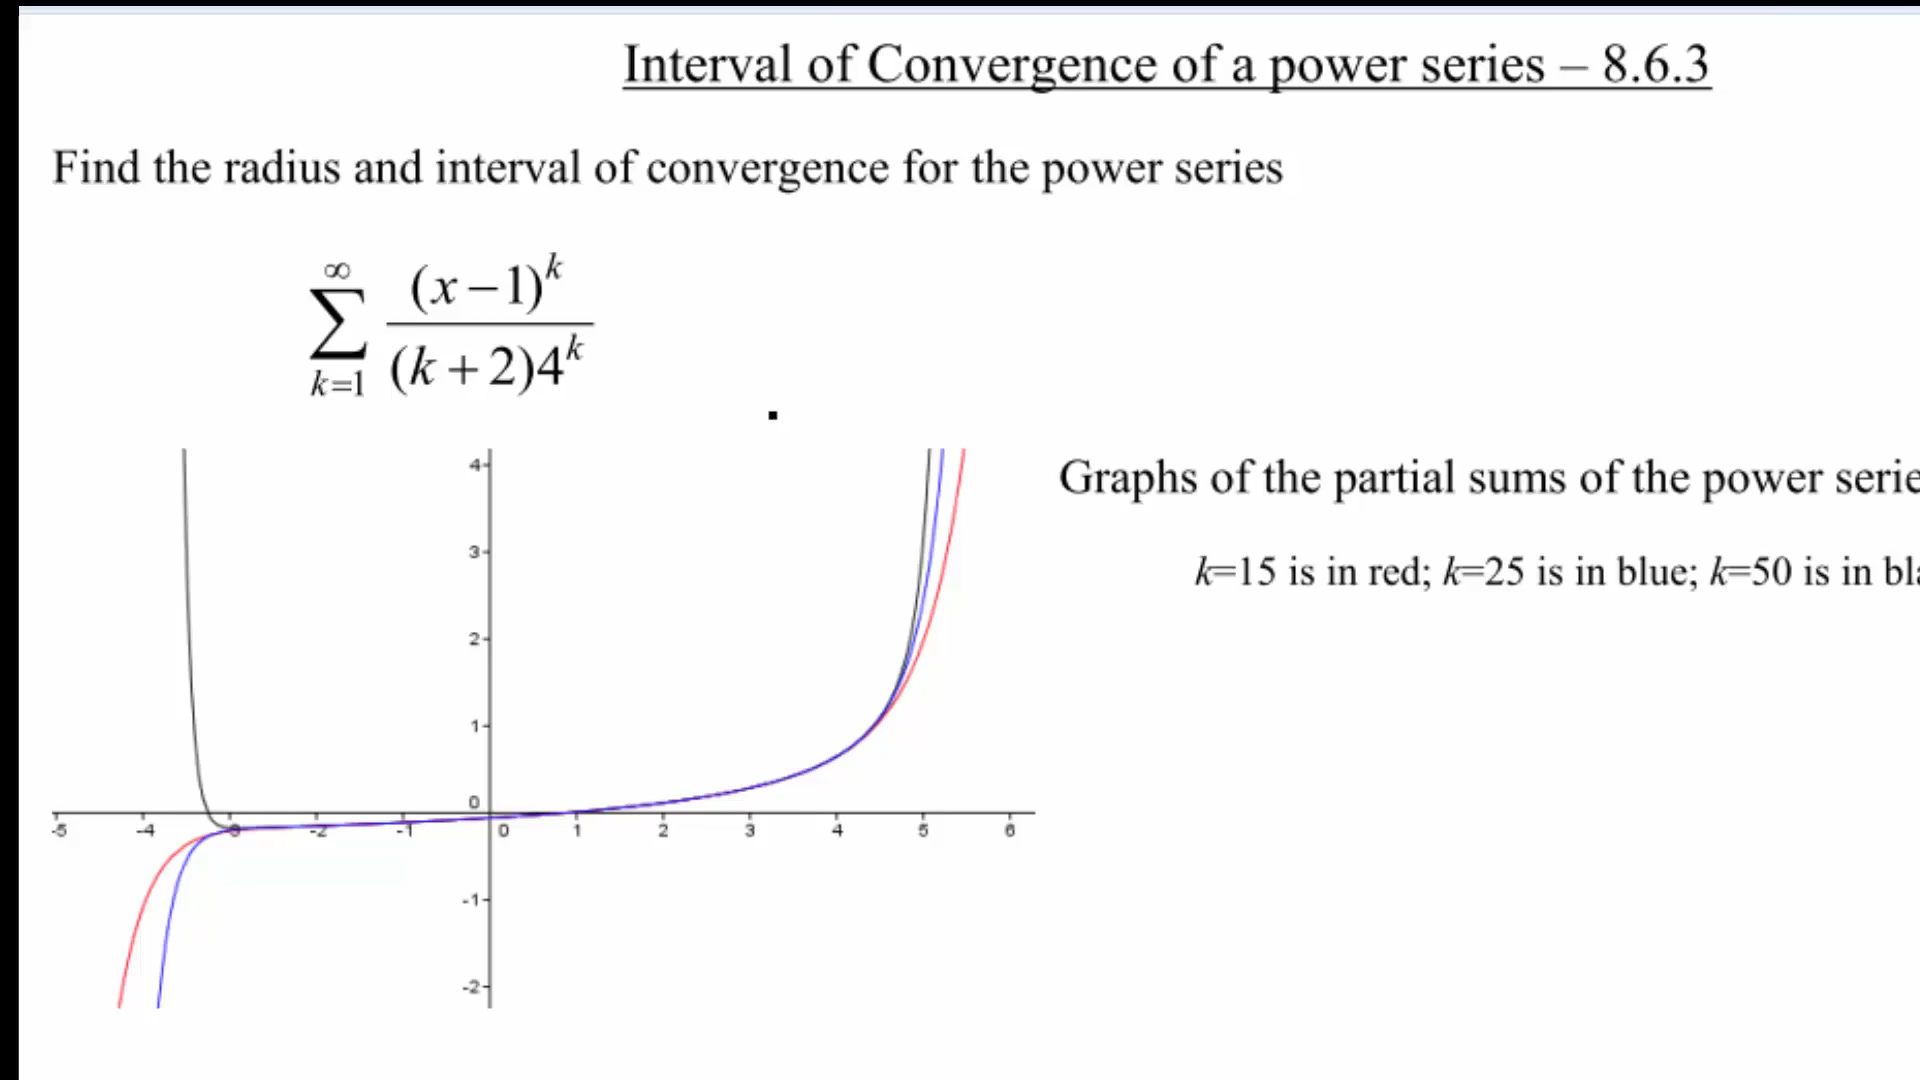 Interval of Convergence of a power series – 8.6.3
Find the radius and interval of convergence for the power series
∞
∑ (x−1)^k / (k+2)4^k
k=1
Graphs of the partial sums of the power serie
k=15 is in red; k=25 is in blue; k=50 is in bla
4
3
2
1
0
-5 -4 -3 -2 -1 0 1 2 3 4 5 6
-1
-2